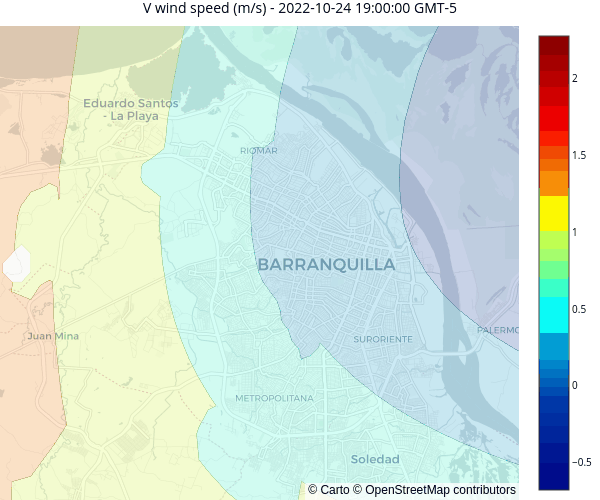 V wind speed (m/s) - 2022-10-24 19:00:00 GMT-5
Eduardo Santos
- La Playa
RIOMAR
BARRANQUILLA
Juan Mina
SURORIENTE
PALERMO
METROPOLITANA
Soledad
© Carto © OpenStreetMap contributors
2
1.5
1
0.5
0
−0.5